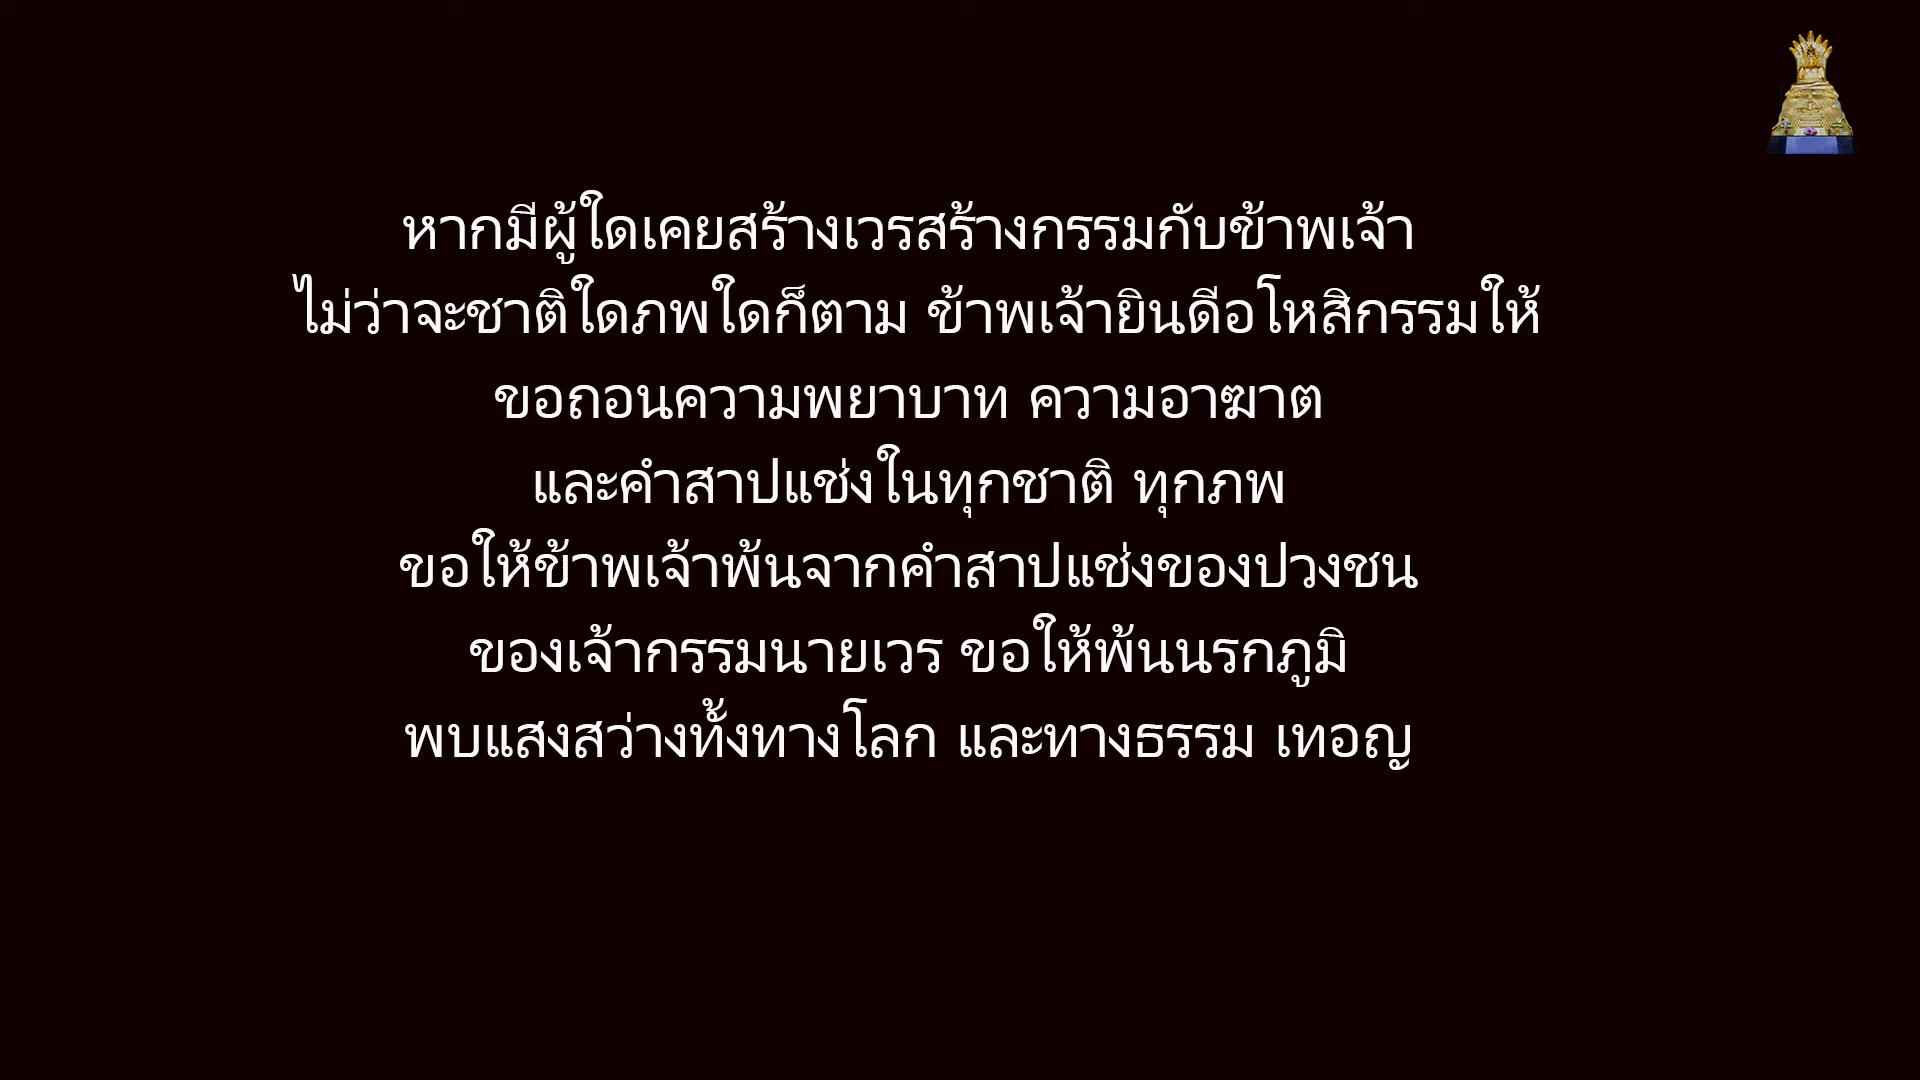 หากมีผู้ใดเคยสร้างเวรสร้างกรรมกับข้าพเจ้า
ไม่ว่าจะชาติใดภพใดก็ตาม ข้าพเจ้ายินดีอโหสิกรรมให้
ขอถอนความพยาบาท ความอาฆาต
และคำสาปแช่งในทุกชาติ ทุกภพ
ขอให้ข้าพเจ้าพ้นจากคำสาปแช่งของปวงชน
ของเจ้ากรรมนายเวร ขอให้พ้นนรกภูมิ
พบแสงสว่างทั้งทางโลก และทางธรรม เทอญ